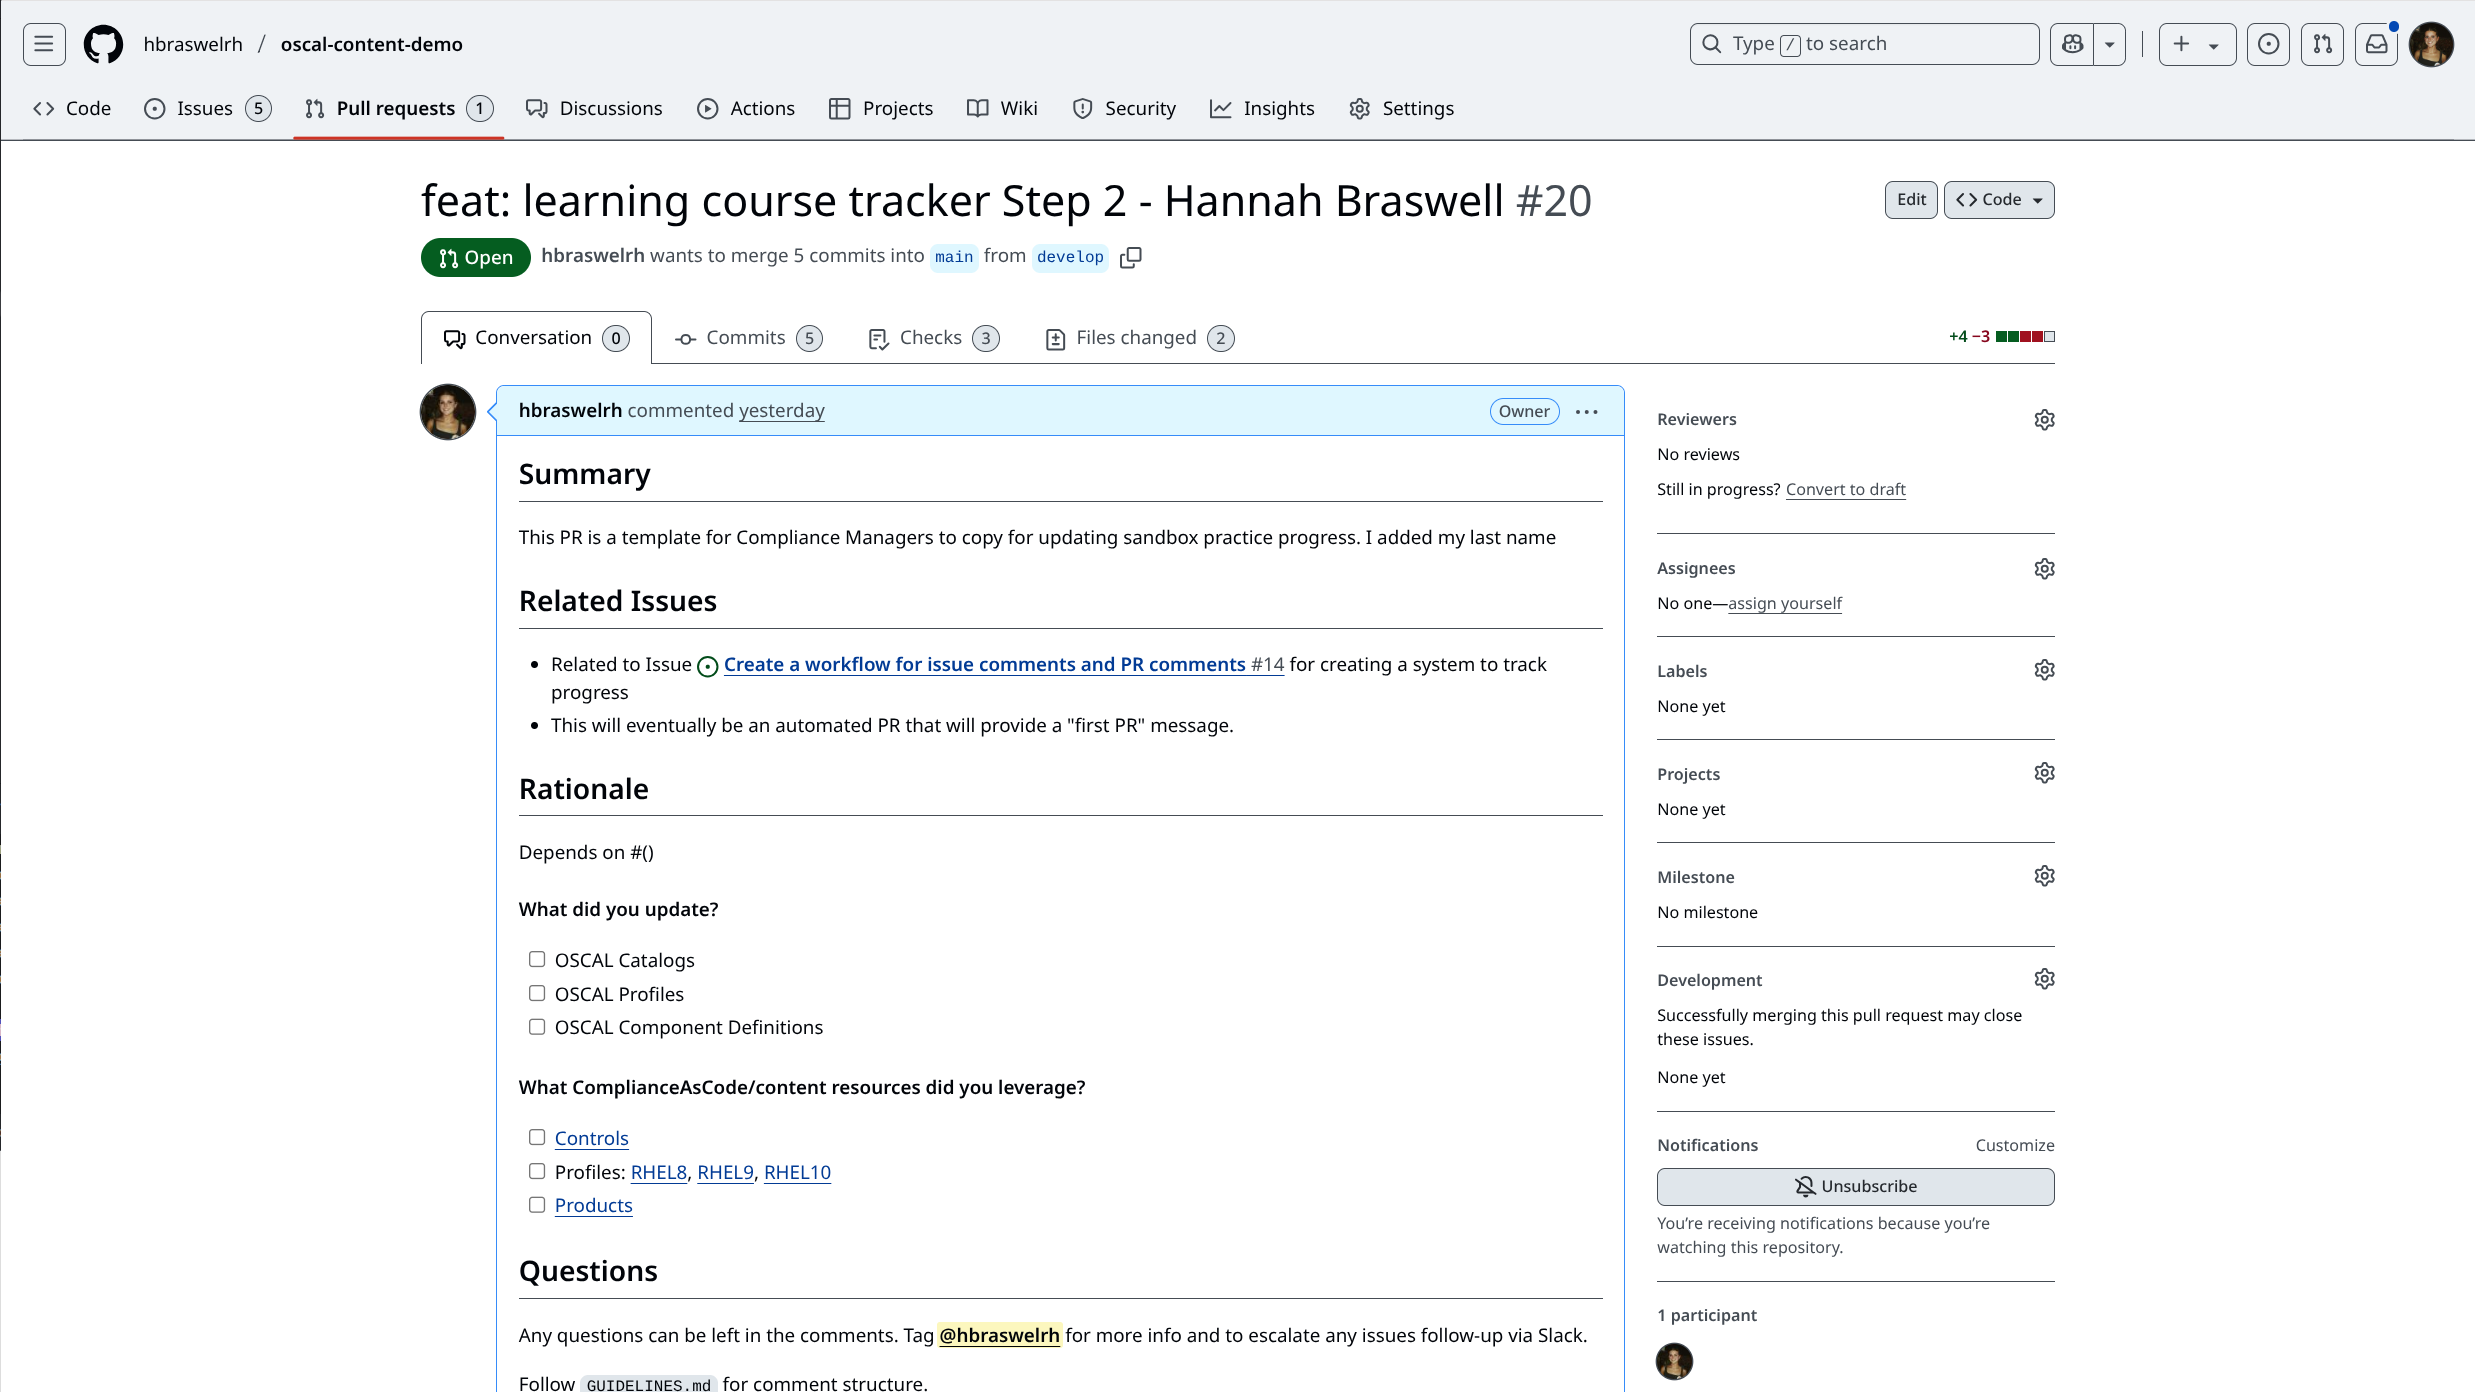 hbraswelrh / oscal-content-demo
Type / to search
Code
Issues 5
Pull requests 1
Discussions
Actions
Projects
Wiki
Security
Insights
Settings
feat: learning course tracker Step 2 - Hannah Braswell #20
Edit
Code
Open
hbraswelrh wants to merge 5 commits into main from develop
Conversation 0
Commits 5
Checks 3
Files changed 2
+4 −3
hbraswelrh commented yesterday
Owner
Summary
This PR is a template for Compliance Managers to copy for updating sandbox practice progress. I added my last name
Related Issues
Related to Issue Create a workflow for issue comments and PR comments #14 for creating a system to track
progress
This will eventually be an automated PR that will provide a "first PR" message.
Rationale
Depends on #()
What did you update?
OSCAL Catalogs
OSCAL Profiles
OSCAL Component Definitions
What ComplianceAsCode/content resources did you leverage?
Controls
Profiles: RHEL8, RHEL9, RHEL10
Products
Questions
Any questions can be left in the comments. Tag @hbraswelrh for more info and to escalate any issues follow-up via Slack.
Follow GUIDELINES.md for comment structure.
Reviewers
No reviews
Still in progress? Convert to draft
Assignees
No one—assign yourself
Labels
None yet
Projects
None yet
Milestone
No milestone
Development
Successfully merging this pull request may close
these issues.
None yet
Notifications
Customize
Unsubscribe
You’re receiving notifications because you’re
watching this repository.
1 participant